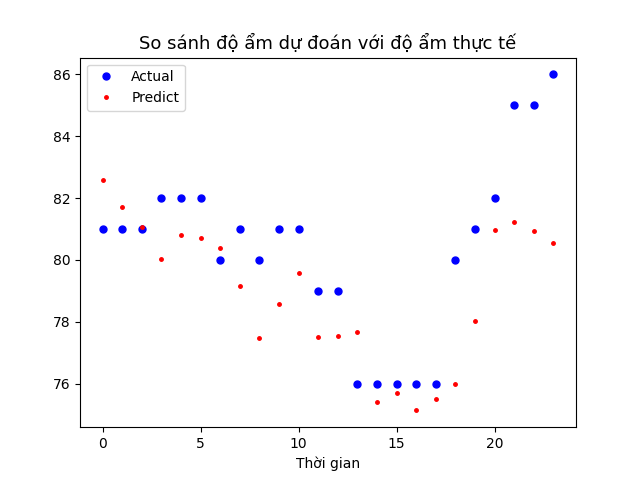 So sánh độ ẩm dự đoán với độ ẩm thực tế
Actual
Predict
86
84
82
80
78
76
0 5 10 15 20
Thời gian